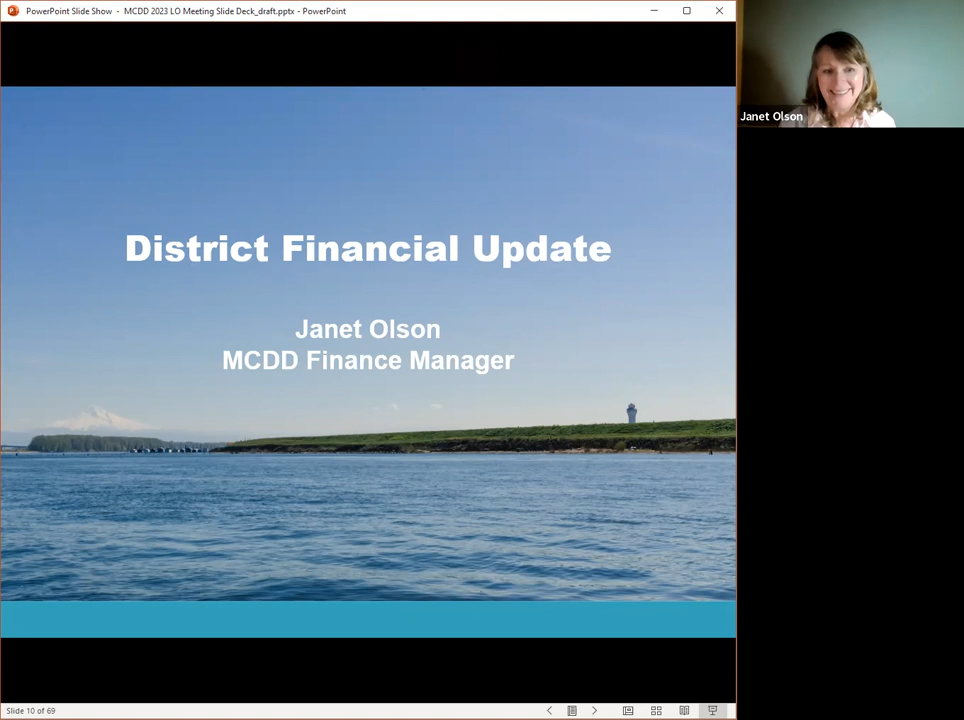 PowerPoint Slide Show - MCDD 2023 LO Meeting Slide Deck_draft.pptx - PowerPoint
Janet Olson
District Financial Update
Janet Olson
MCDD Finance Manager
Slide 10 of 69